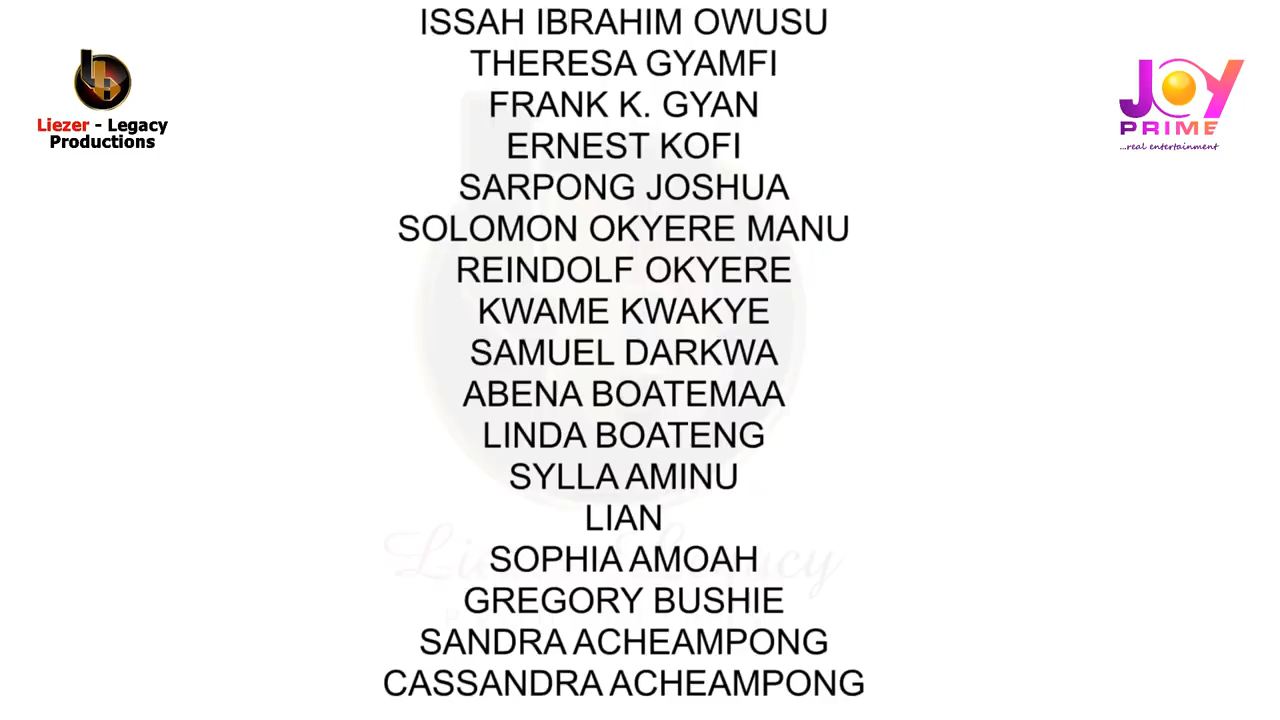 ISSAH IBRAHIM OWUSU
THERESA GYAMFI
FRANK K. GYAN
ERNEST KOFI
SARPONG JOSHUA
SOLOMON OKYERE MANU
REINDOLF OKYERE
KWAME KWAKYE
SAMUEL DARKWA
ABENA BOATEMAA
LINDA BOATENG
SYLLA AMINU
LIAN
SOPHIA AMOAH
GREGORY BUSHIE
SANDRA ACHEAMPONG
CASSANDRA ACHEAMPONG
Liezer - Legacy
Productions
JOY
PRIME
...real entertainment